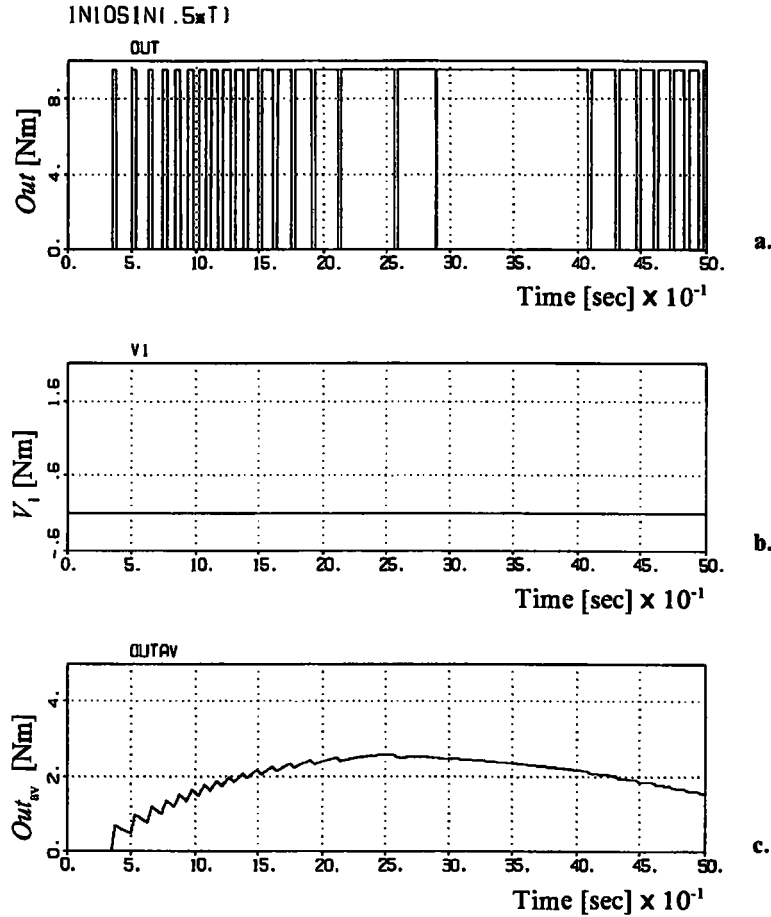 IN10SIN(.5*T)
OUT
Out [Nm]
8.
4.
0.
0. 5. 10. 15. 20. 25. 30. 35. 40. 45. 50.
Time [sec] x 10⁻¹
a.
V1
V₁ [Nm]
1.6
.6
-.6
0. 5. 10. 15. 20. 25. 30. 35. 40. 45. 50.
Time [sec] x 10⁻¹
b.
OUTAV
Outₐᵥ [Nm]
4.
2.
0.
0. 5. 10. 15. 20. 25. 30. 35. 40. 45. 50.
Time [sec] x 10⁻¹
c.